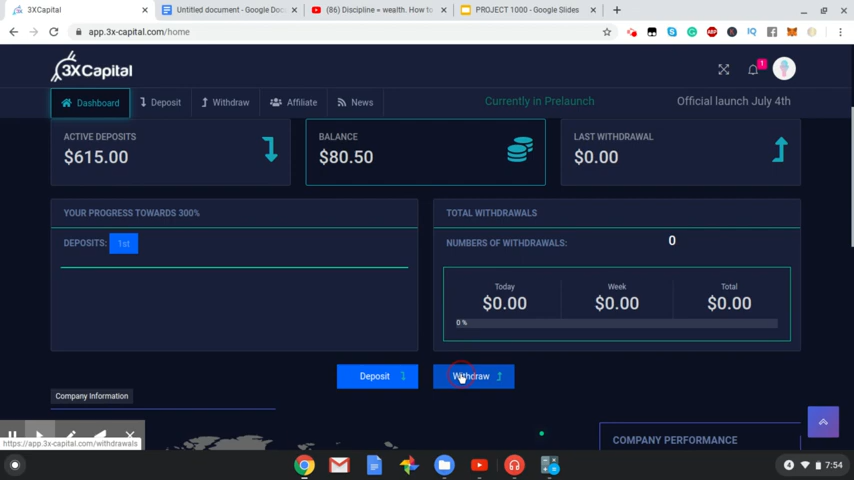 3XCapital
Untitled document - Google Doc
(86) Discipline = wealth. How to
PROJECT 1000 - Google Slides
app.3x-capital.com/home
ABP
IQ
3XCapital
1
Dashboard
Deposit
Withdraw
Affiliate
News
Currently in Prelaunch
Official launch July 4th
ACTIVE DEPOSITS
$615.00
BALANCE
$80.50
LAST WITHDRAWAL
$0.00
YOUR PROGRESS TOWARDS 300%
DEPOSITS: 1st
TOTAL WITHDRAWALS
NUMBERS OF WITHDRAWALS: 0
Today
$0.00
Week
$0.00
Total
$0.00
0 %
Deposit
Withdraw
Company Information
https://app.3x-capital.com/withdrawals
COMPANY PERFORMANCE
4
7:54